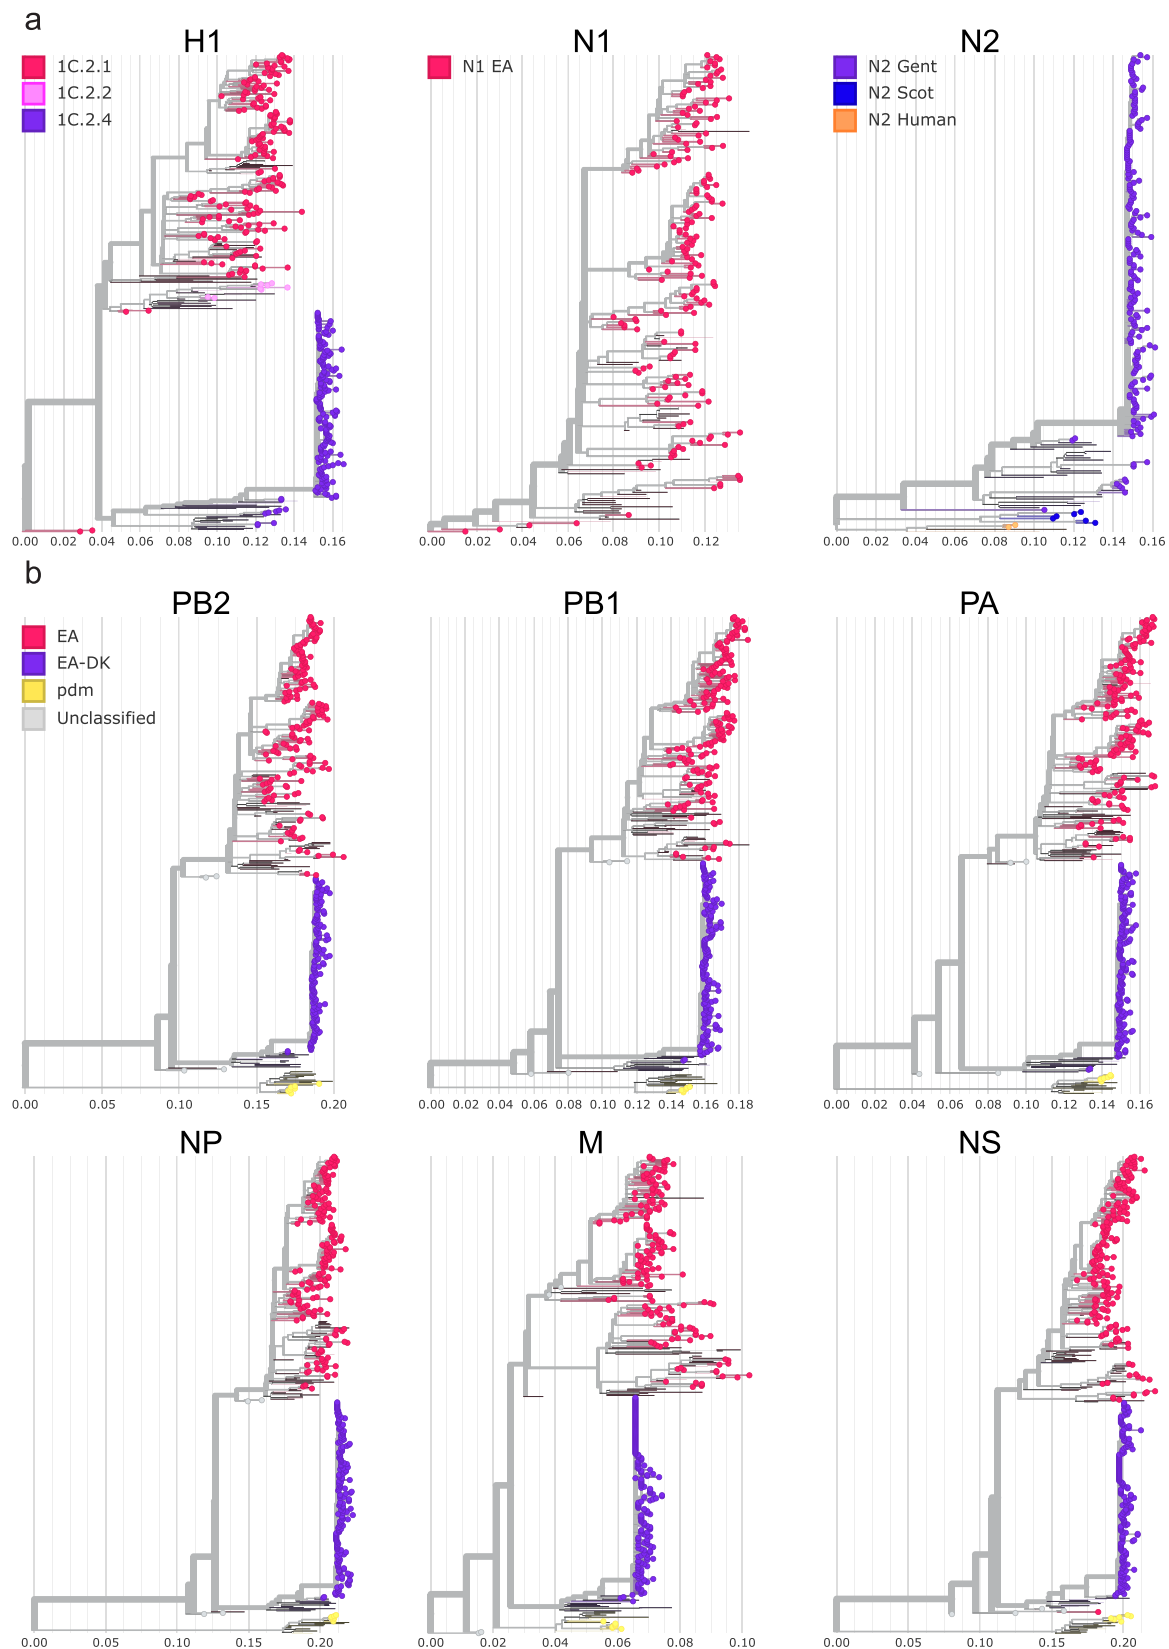 a
H1
N1
N2
1C.2.1
1C.2.2
1C.2.4
N1 EA
N2 Gent
N2 Scot
N2 Human
0.00 0.02 0.04 0.06 0.08 0.10 0.12 0.14 0.16
0.00 0.02 0.04 0.06 0.08 0.10 0.12
0.00 0.02 0.04 0.06 0.08 0.10 0.12 0.14 0.16
b
PB2
PB1
PA
EA
EA-DK
pdm
Unclassified
0.00 0.05 0.10 0.15 0.20
0.00 0.02 0.04 0.06 0.08 0.10 0.12 0.14 0.16 0.18
0.00 0.02 0.04 0.06 0.08 0.10 0.12 0.14 0.16
NP
M
NS
0.00 0.05 0.10 0.15 0.20
0.00 0.02 0.04 0.06 0.08 0.10
0.00 0.05 0.10 0.15 0.20